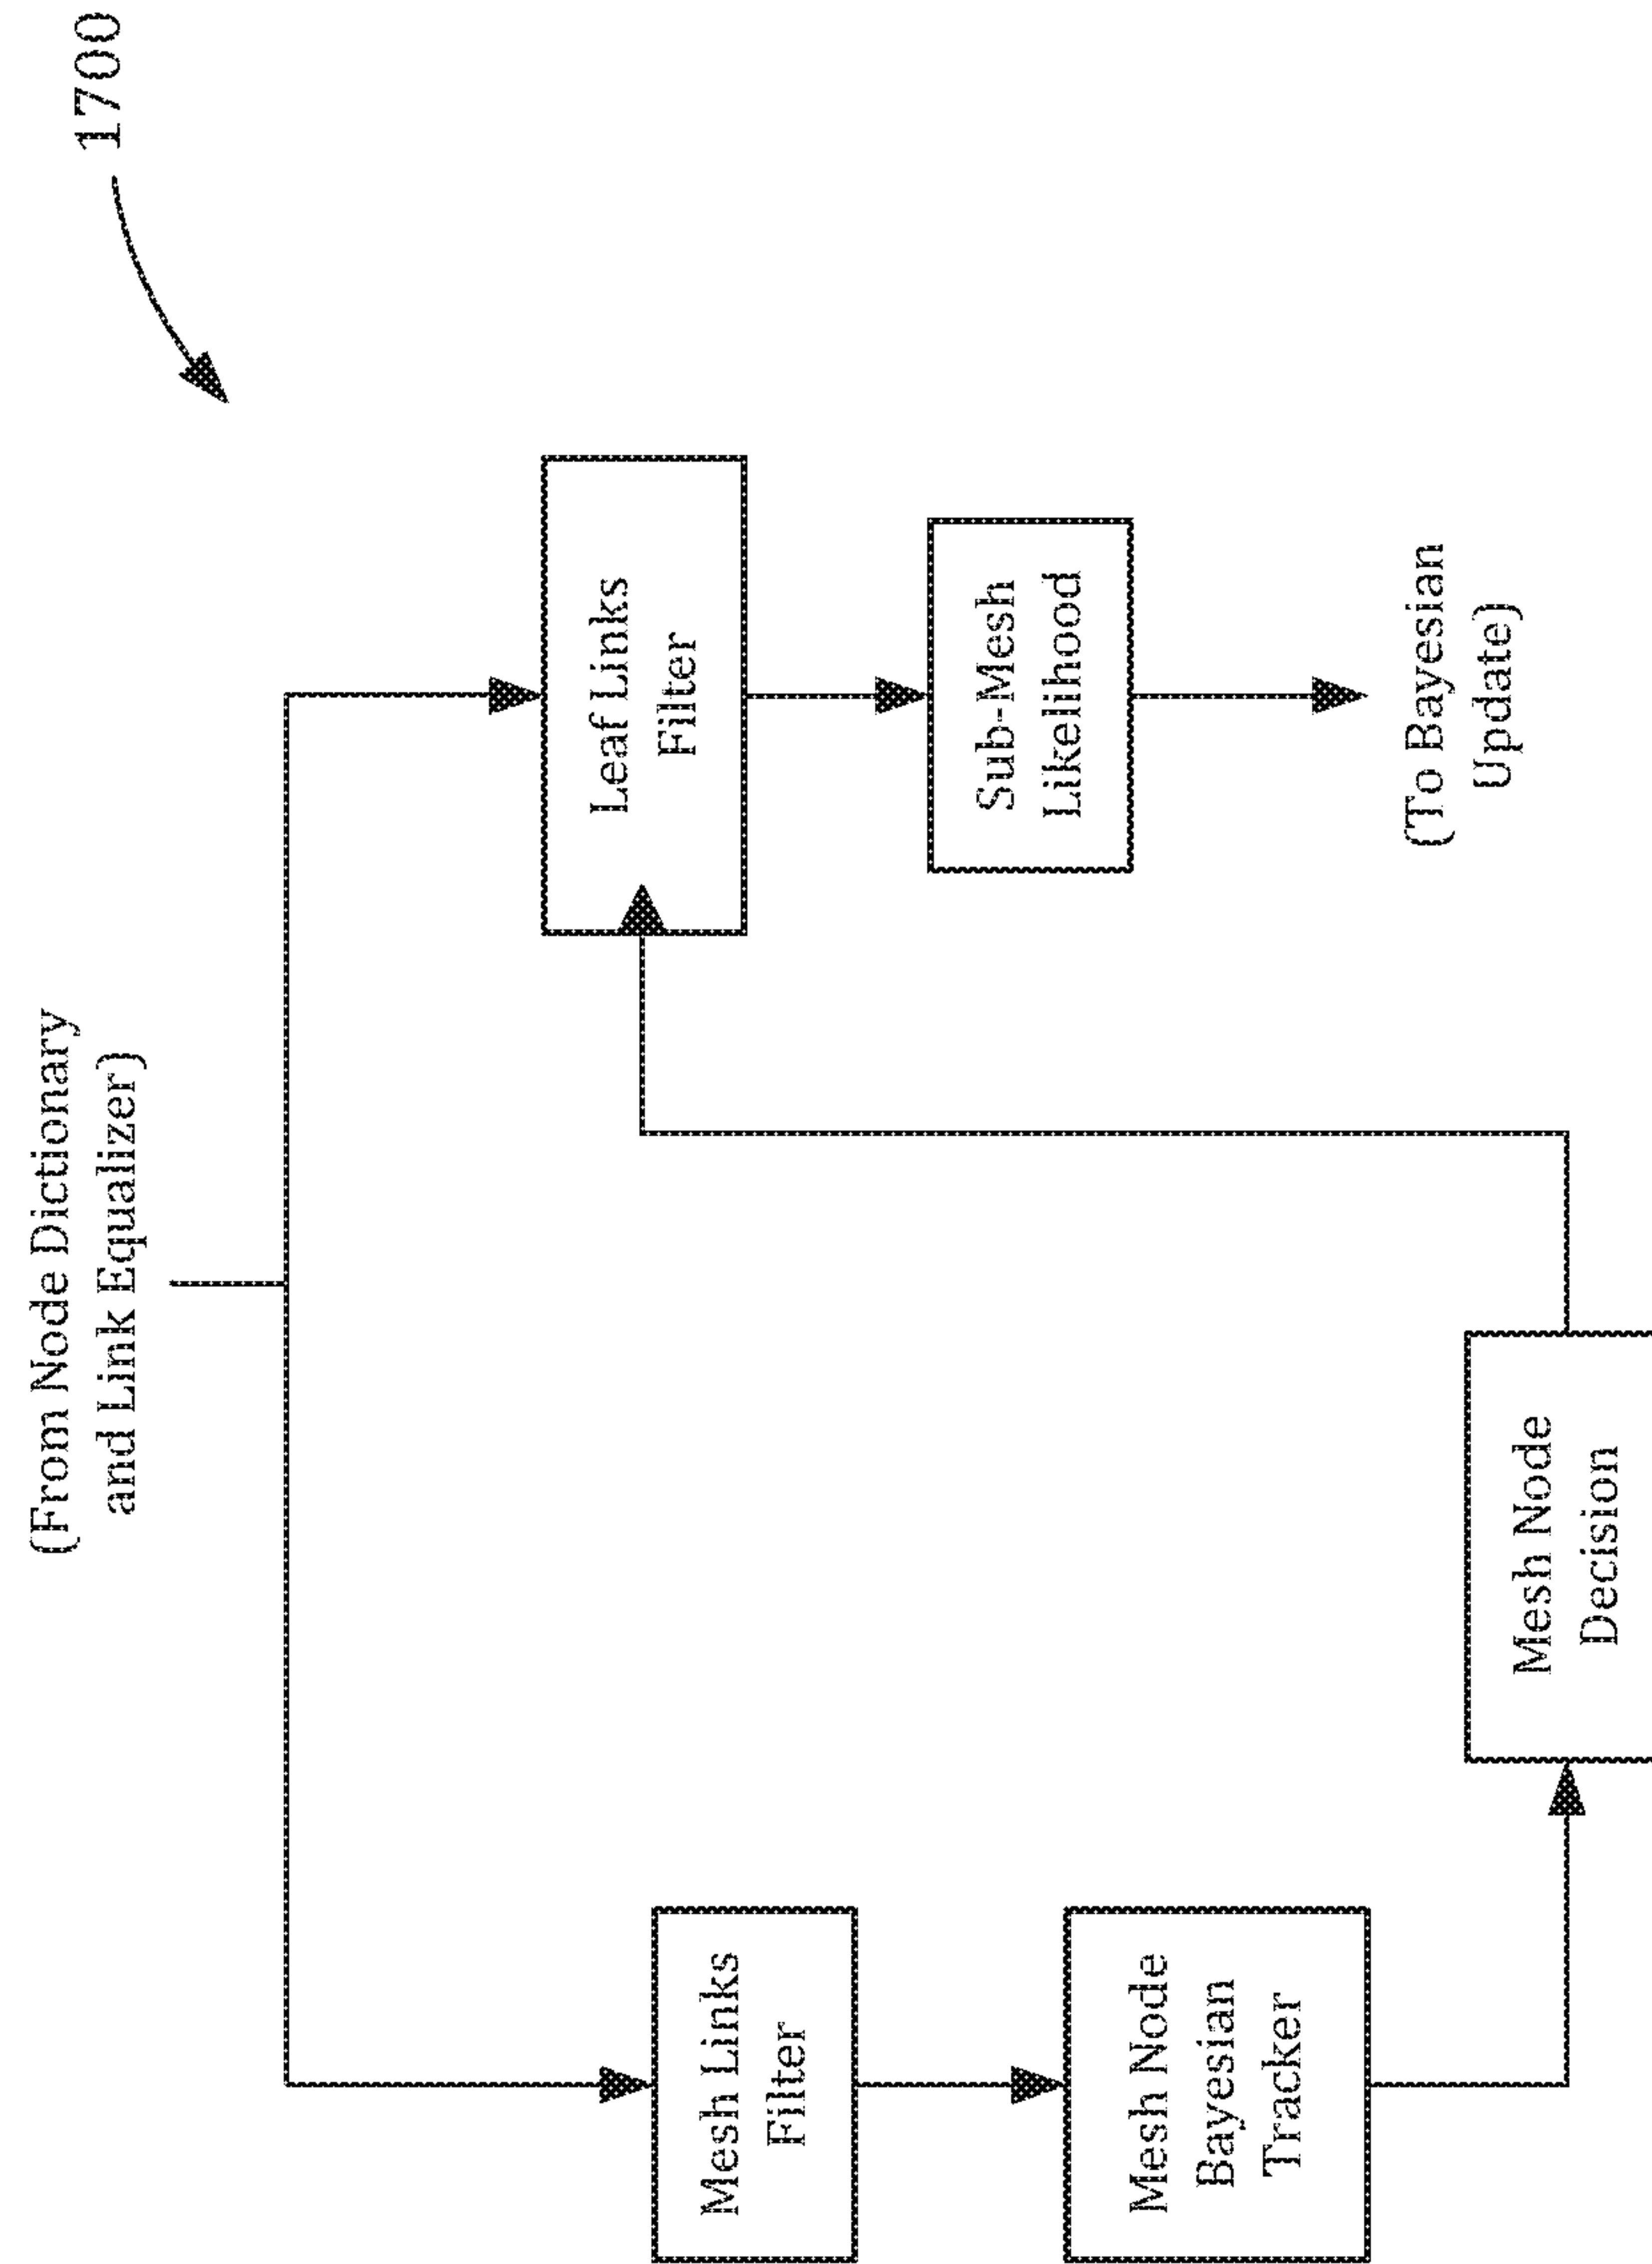 1700
(From Node Dictionary
and Link Equalizer)
Mesh Links
Filter
Leaf Links
Filter
Mesh Node
Bayesian
Tracker
Sub-Mesh
Likelihood
Mesh Node
Decision
(To Bayesian
Update)